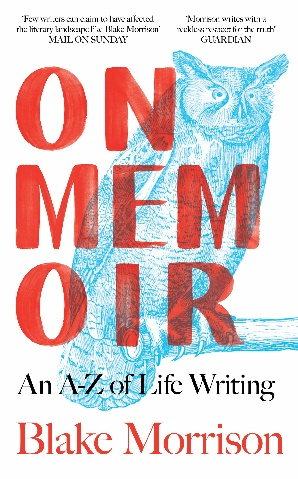 'Few writers can claim to have affected
the literary landscape like Blake Morrison'
MAIL ON SUNDAY
'Morrison writes with a
reckless respect for the truth'
GUARDIAN
ON
MEM
OIR
An A-Z of Life Writing
Blake Morrison